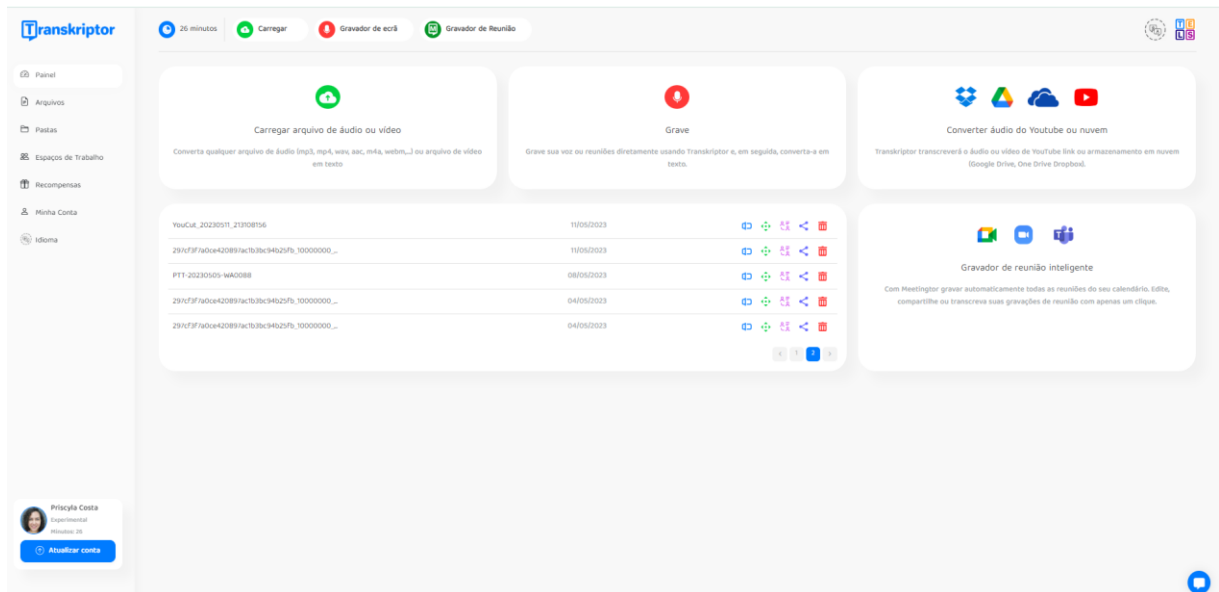 Transkriptor
26 minutos
Carregar
Gravador de ecrã
Gravador de Reunião
T E
L S
Painel
Arquivos
Pastas
Espaços de Trabalho
Recompensas
Minha Conta
Idioma
Carregar arquivo de áudio ou vídeo
Converta qualquer arquivo de áudio (mp3, mp4, wav, aac, m4a, webm,...) ou arquivo de vídeo
em texto
Grave
Grave sua voz ou reuniões diretamente usando Transkriptor e, em seguida, converta-a em
texto.
Converter áudio do Youtube ou nuvem
Transkriptor transcreverá o áudio ou vídeo de YouTube link ou armazenamento em nuvem
(Google Drive, One Drive Dropbox).
YouCut_20230511_213108156 11/05/2023
297cf3f7a0ce420897ac1b3bc94b25fb_10000000_... 11/05/2023
PTT-20230505-WA0088 08/05/2023
297cf3f7a0ce420897ac1b3bc94b25fb_10000000_... 04/05/2023
297cf3f7a0ce420897ac1b3bc94b25fb_10000000_... 04/05/2023
< 1 2 >
Gravador de reunião inteligente
Com Meetingtor gravar automaticamente todas as reuniões do seu calendário. Edite,
compartilhe ou transcreva suas gravações de reunião com apenas um clique.
Priscyla Costa
Experimental
Minutos: 26
Atualizar conta